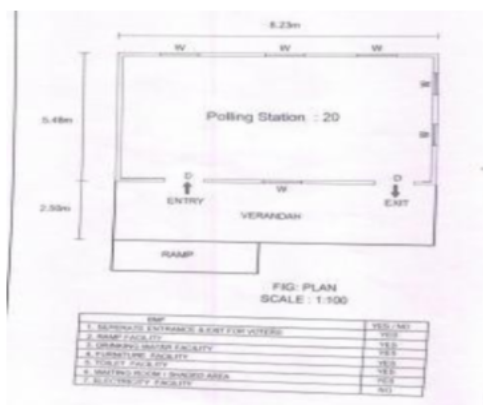 8.23m
W W W
W
5.48m
Polling Station : 20
W
D D
W
ENTRY EXIT
2.50m
VERANDAH
RAMP
FIG: PLAN
SCALE : 1:100
EMF YES / NO
1. SEPERATE ENTRANCE & EXIT FOR VOTERS YES
2. RAMP FACILITY YES
3. DRINKING WATER FACILITY YES
4. FURNITURE FACILITY YES
5. TOILET FACILITY YES
6. WAITING ROOM / SHADED AREA YES
7. ELECTRICITY FACILITY NO